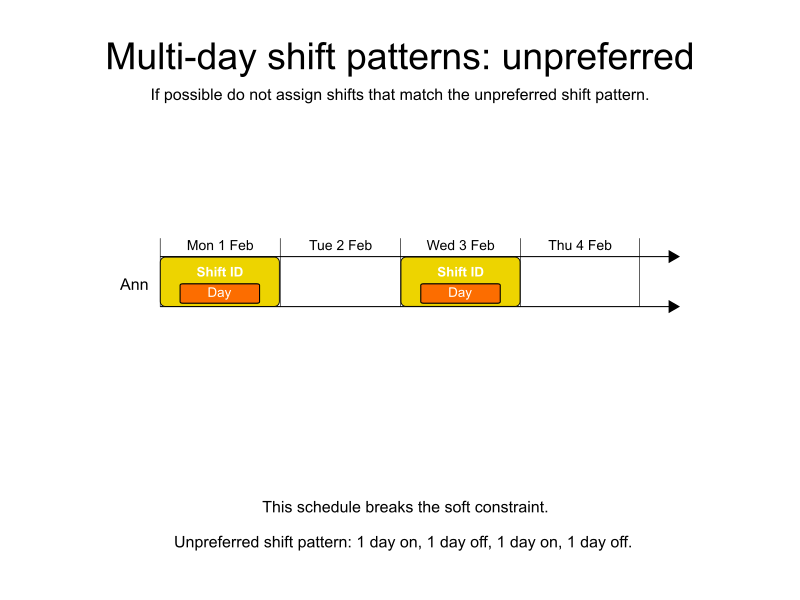 Multi-day shift patterns: unpreferred
If possible do not assign shifts that match the unpreferred shift pattern.
Mon 1 Feb Tue 2 Feb Wed 3 Feb Thu 4 Feb
Ann
Shift ID Shift ID
Day Day
This schedule breaks the soft constraint.
Unpreferred shift pattern: 1 day on, 1 day off, 1 day on, 1 day off.